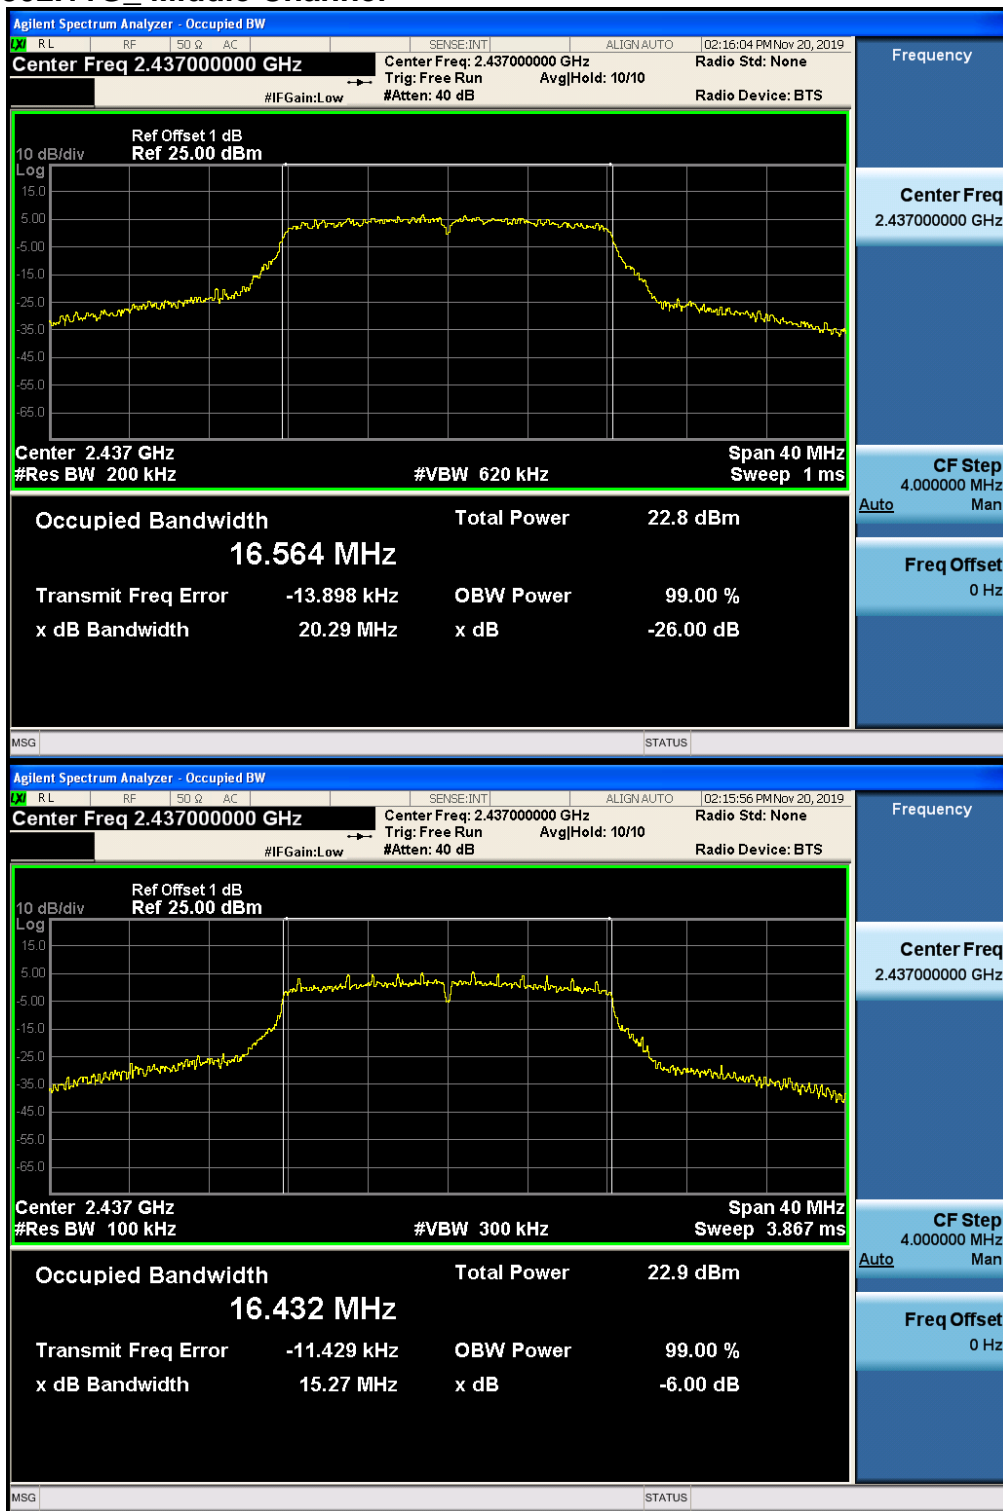 Agilent Spectrum Analyzer - Occupied BW
LXI RL RF 50 Ω AC SENSE:INT ALIGN AUTO 02:16:04 PM Nov 20, 2019
Center Freq 2.437000000 GHz
Center Freq: 2.437000000 GHz
Radio Std: None
Trig: Free Run Avg|Hold: 10/10
#IFGain:Low #Atten: 40 dB Radio Device: BTS
Frequency
Ref Offset 1 dB
10 dB/div Ref 25.00 dBm
Log
15.0
5.00
-5.00
-15.0
-25.0
-35.0
-45.0
-55.0
-65.0
Center Freq
2.437000000 GHz
Center 2.437 GHz Span 40 MHz
#Res BW 200 kHz #VBW 620 kHz Sweep 1 ms
CF Step
4.000000 MHz
Auto Man
Freq Offset
0 Hz
Occupied Bandwidth Total Power 22.8 dBm
16.564 MHz
Transmit Freq Error -13.898 kHz OBW Power 99.00 %
x dB Bandwidth 20.29 MHz x dB -26.00 dB
MSG STATUS
Agilent Spectrum Analyzer - Occupied BW
LXI RL RF 50 Ω AC SENSE:INT ALIGN AUTO 02:15:56 PM Nov 20, 2019
Center Freq 2.437000000 GHz
Center Freq: 2.437000000 GHz
Radio Std: None
Trig: Free Run Avg|Hold: 10/10
#IFGain:Low #Atten: 40 dB Radio Device: BTS
Frequency
Ref Offset 1 dB
10 dB/div Ref 25.00 dBm
Log
15.0
5.00
-5.00
-15.0
-25.0
-35.0
-45.0
-55.0
-65.0
Center Freq
2.437000000 GHz
Center 2.437 GHz Span 40 MHz
#Res BW 100 kHz #VBW 300 kHz Sweep 3.867 ms
CF Step
4.000000 MHz
Auto Man
Freq Offset
0 Hz
Occupied Bandwidth Total Power 22.9 dBm
16.432 MHz
Transmit Freq Error -11.429 kHz OBW Power 99.00 %
x dB Bandwidth 15.27 MHz x dB -6.00 dB
MSG STATUS